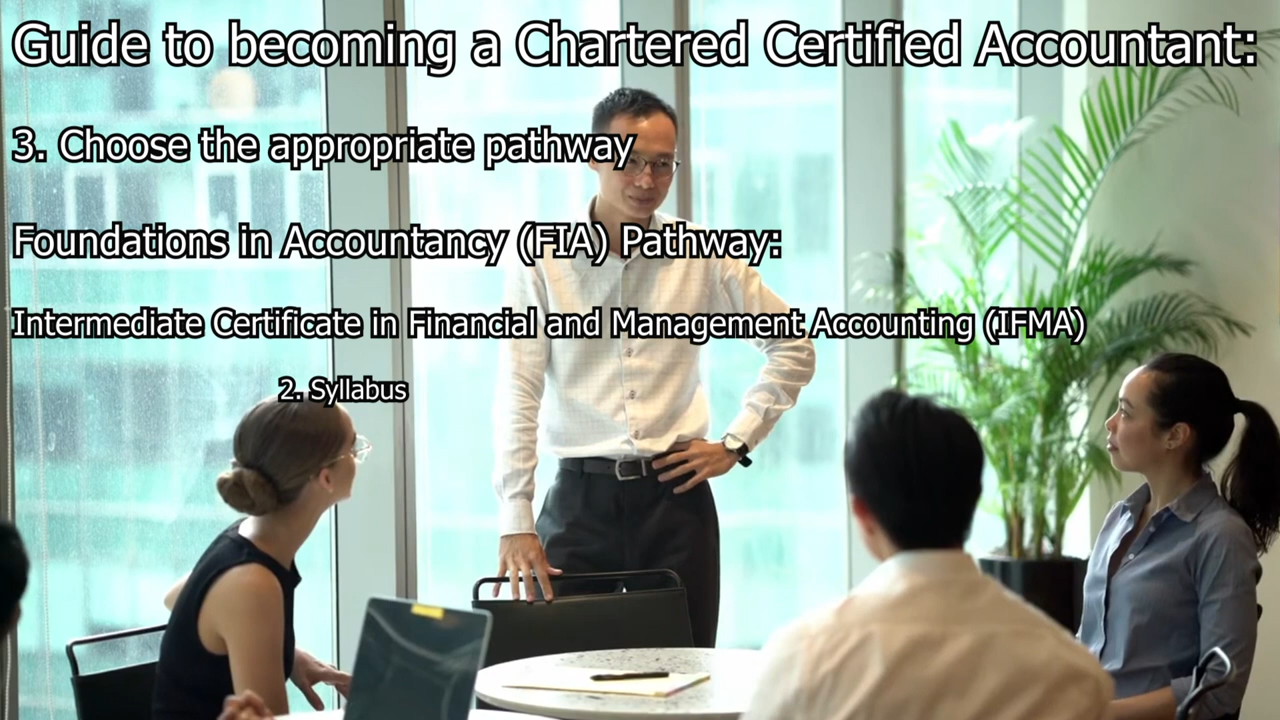 Guide to becoming a Chartered Certified Accountant:
3. Choose the appropriate pathway
Foundations in Accountancy (FIA) Pathway:
Intermediate Certificate in Financial and Management Accounting (IFMA)
2. Syllabus